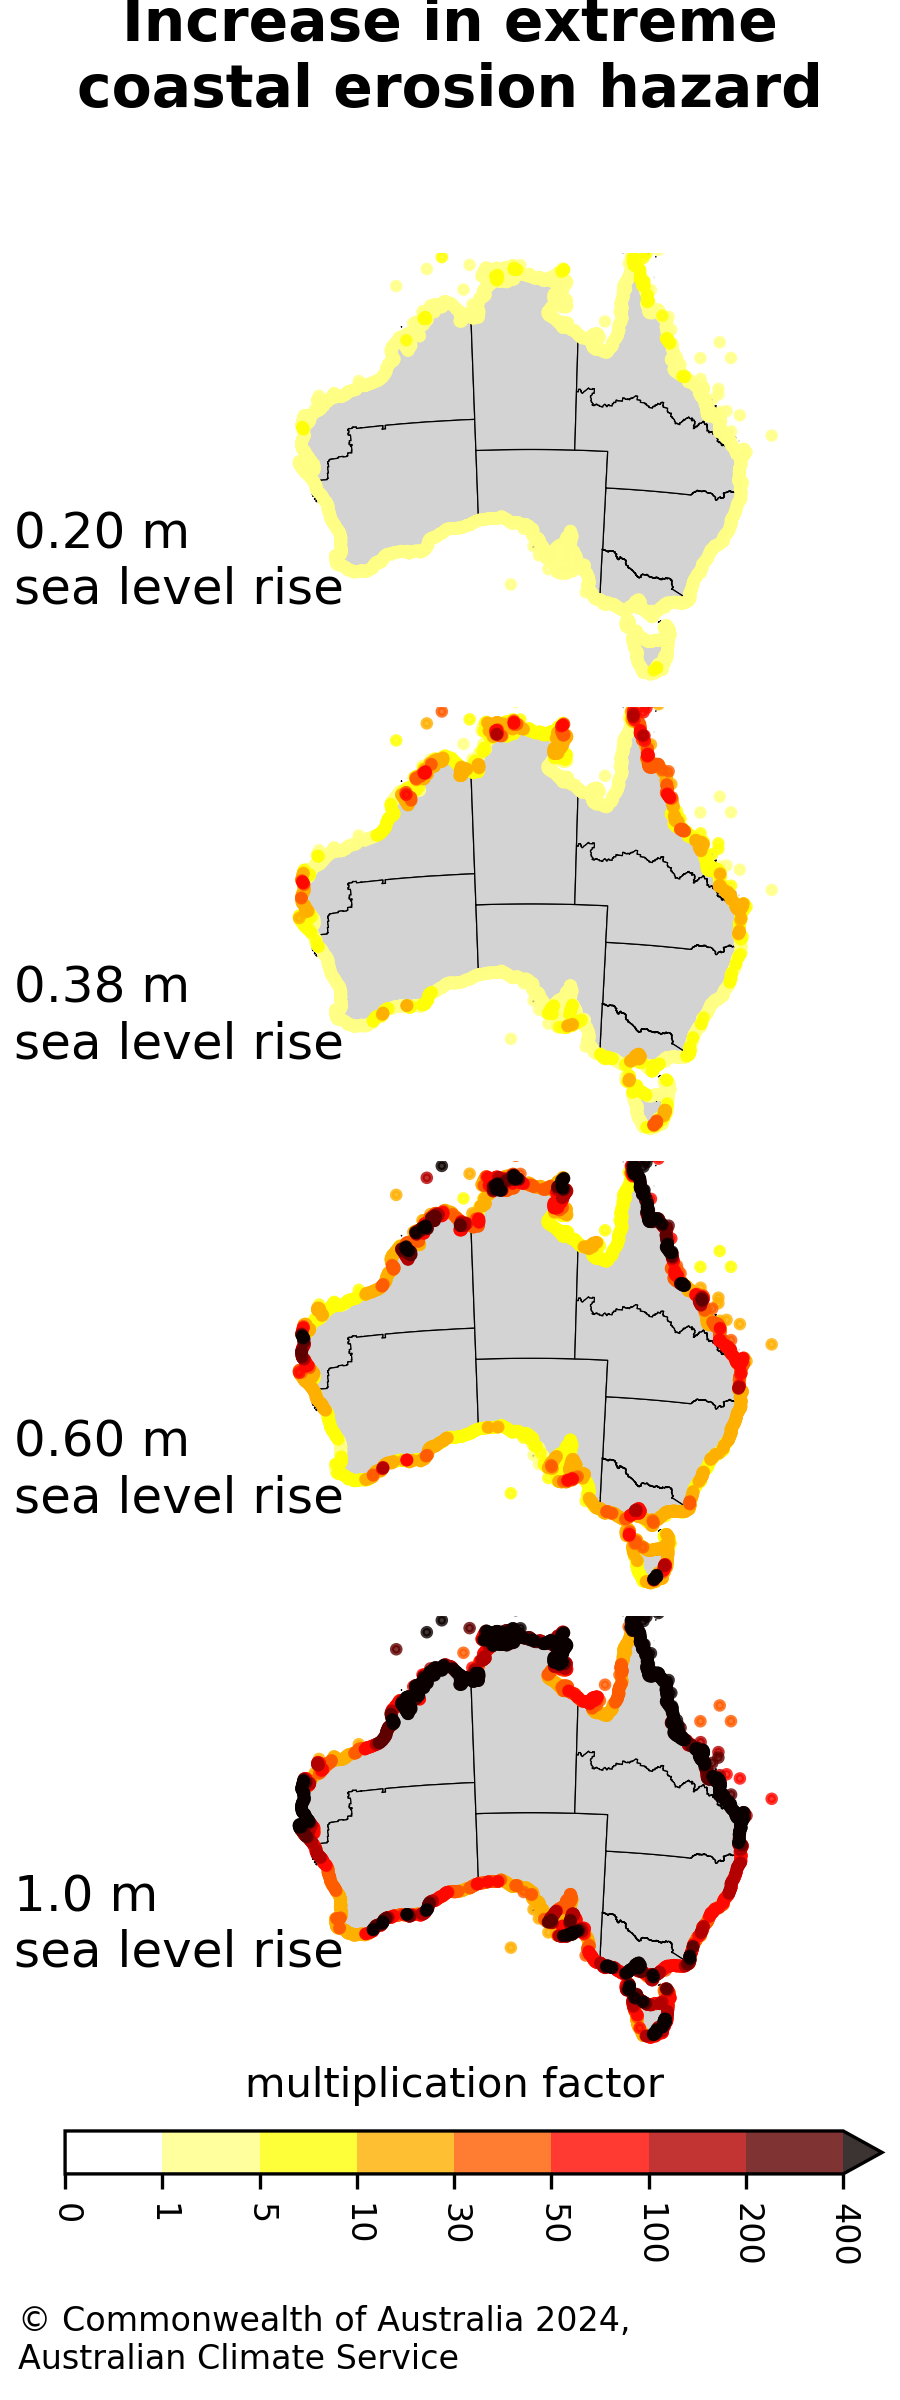 Increase in extreme
coastal erosion hazard
0.20 m
sea level rise
0.38 m
sea level rise
0.60 m
sea level rise
1.0 m
sea level rise
multiplication factor
0 1 5 10 30 50 100 200 400
© Commonwealth of Australia 2024,
Australian Climate Service